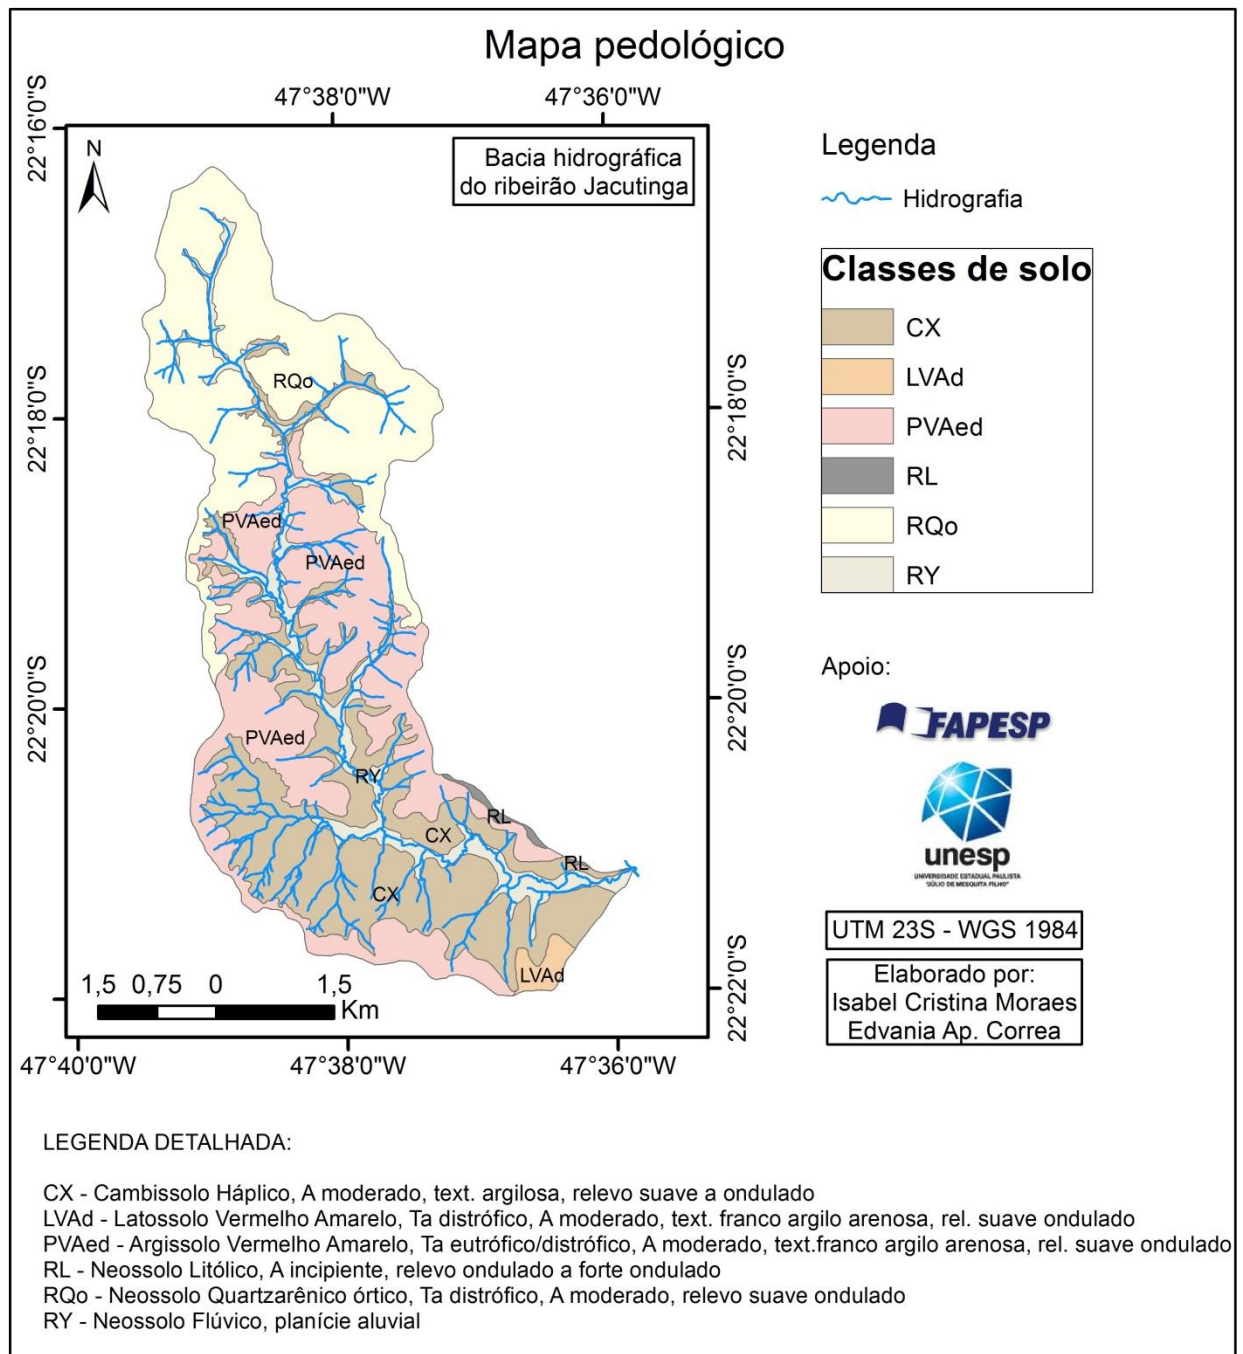 Mapa pedológico
47°38'0"W
47°36'0"W
22°16'0"S
N
Bacia hidrográfica
do ribeirão Jacutinga
RQo
22°18'0"S
22°18'0"S
PVAed
PVAed
22°20'0"S
22°20'0"S
PVAed
RY
RL
CX
RL
CX
LVAd
22°22'0"S
1,5 0,75 0 1,5
Km
47°40'0"W
47°38'0"W
47°36'0"W
Legenda
Hidrografia
Classes de solo
CX
LVAd
PVAed
RL
RQo
RY
Apoio:
FAPESP
unesp
UNIVERSIDADE ESTADUAL PAULISTA
"JÚLIO DE MESQUITA FILHO"
UTM 23S - WGS 1984
Elaborado por:
Isabel Cristina Moraes
Edvania Ap. Correa
LEGENDA DETALHADA:
CX - Cambissolo Háplico, A moderado, text. argilosa, relevo suave a ondulado
LVAd - Latossolo Vermelho Amarelo, Ta distrófico, A moderado, text. franco argilo arenosa, rel. suave ondulado
PVAed - Argissolo Vermelho Amarelo, Ta eutrófico/distrófico, A moderado, text.franco argilo arenosa, rel. suave ondulado
RL - Neossolo Litólico, A incipiente, relevo ondulado a forte ondulado
RQo - Neossolo Quartzarênico órtico, Ta distrófico, A moderado, relevo suave ondulado
RY - Neossolo Flúvico, planície aluvial